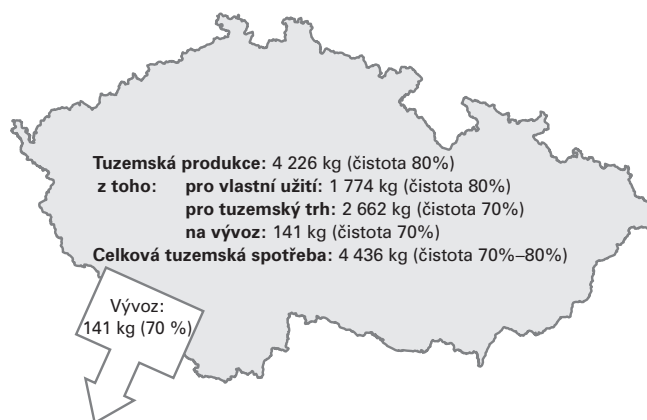 Tuzemská produkce: 4 226 kg (čistota 80%)
z toho: pro vlastní užití: 1 774 kg (čistota 80%)
pro tuzemský trh: 2 662 kg (čistota 70%)
na vývoz: 141 kg (čistota 70%)
Celková tuzemská spotřeba: 4 436 kg (čistota 70%–80%)
Vývoz:
141 kg (70 %)